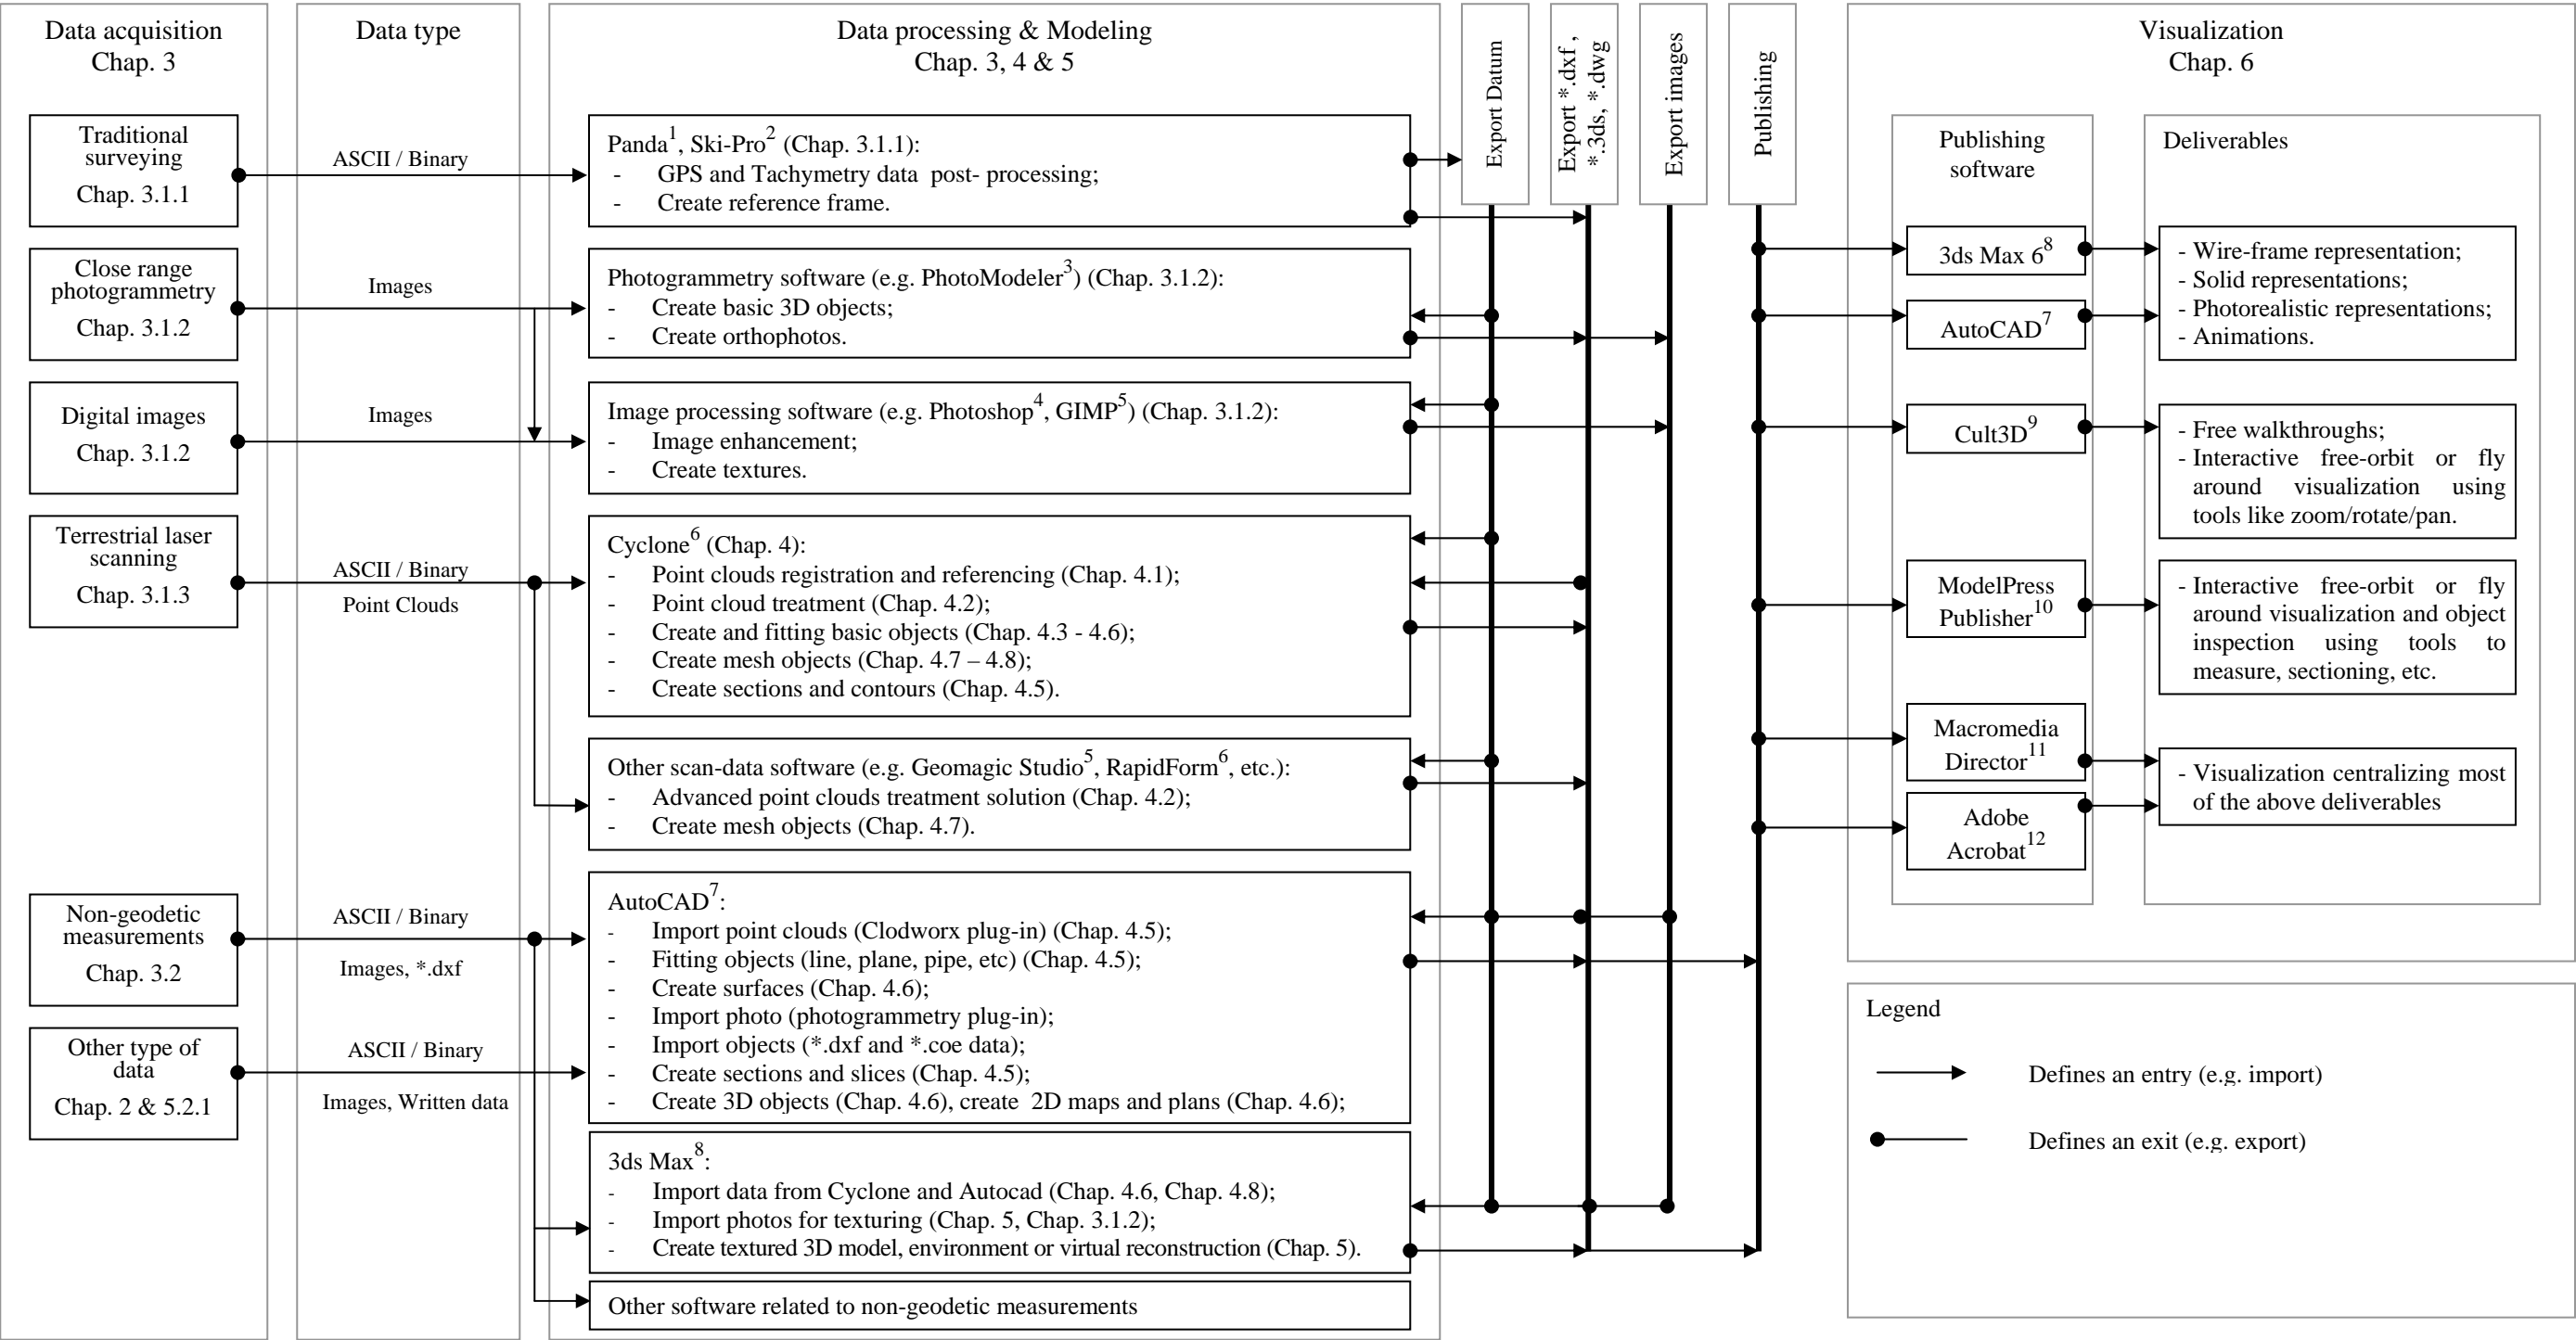 Data acquisition
Chap. 3
Traditional
surveying
Chap. 3.1.1
Close range
photogrammetry
Chap. 3.1.2
Digital images
Chap. 3.1.2
Terrestrial laser
scanning
Chap. 3.1.3
Non-geodetic
measurements
Chap. 3.2
Other type of
data
Chap. 2 & 5.2.1
Data type
ASCII / Binary
Images
Images
ASCII / Binary
Point Clouds
ASCII / Binary
Images, *.dxf
ASCII / Binary
Images, Written data
Data processing & Modeling
Chap. 3, 4 & 5
Panda1, Ski-Pro2 (Chap. 3.1.1):
- GPS and Tachymetry data post- processing;
- Create reference frame.
Photogrammetry software (e.g. PhotoModeler3) (Chap. 3.1.2):
- Create basic 3D objects;
- Create orthophotos.
Image processing software (e.g. Photoshop4, GIMP5) (Chap. 3.1.2):
- Image enhancement;
- Create textures.
Cyclone6 (Chap. 4):
- Point clouds registration and referencing (Chap. 4.1);
- Point cloud treatment (Chap. 4.2);
- Create and fitting basic objects (Chap. 4.3 - 4.6);
- Create mesh objects (Chap. 4.7 – 4.8);
- Create sections and contours (Chap. 4.5).
Other scan-data software (e.g. Geomagic Studio5, RapidForm6, etc.):
- Advanced point clouds treatment solution (Chap. 4.2);
- Create mesh objects (Chap. 4.7).
AutoCAD7:
- Import point clouds (Clodworx plug-in) (Chap. 4.5);
- Fitting objects (line, plane, pipe, etc) (Chap. 4.5);
- Create surfaces (Chap. 4.6);
- Import photo (photogrammetry plug-in);
- Import objects (*.dxf and *.coe data);
- Create sections and slices (Chap. 4.5);
- Create 3D objects (Chap. 4.6), create 2D maps and plans (Chap. 4.6);
3ds Max8:
- Import data from Cyclone and Autocad (Chap. 4.6, Chap. 4.8);
- Import photos for texturing (Chap. 5, Chap. 3.1.2);
- Create textured 3D model, environment or virtual reconstruction (Chap. 5).
Other software related to non-geodetic measurements
Export Datum
Export *.dxf ,
*.3ds, *.dwg
Export images
Publishing
Visualization
Chap. 6
Publishing
software
3ds Max 68
AutoCAD7
Cult3D9
ModelPress
Publisher10
Macromedia
Director11
Adobe
Acrobat12
Deliverables
- Wire-frame representation;
- Solid representations;
- Photorealistic representations;
- Animations.
- Free walkthroughs;
- Interactive free-orbit or fly
around visualization using
tools like zoom/rotate/pan.
- Interactive free-orbit or fly
around visualization and object
inspection using tools to
measure, sectioning, etc.
- Visualization centralizing most
of the above deliverables
Legend
Defines an entry (e.g. import)
Defines an exit (e.g. export)